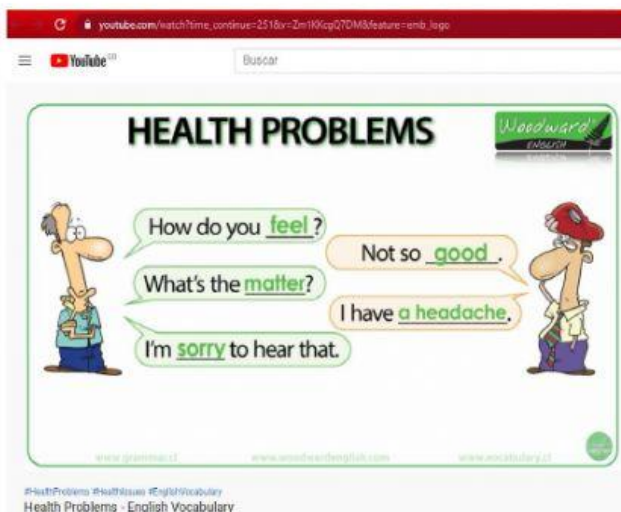 youtube.com/watch?time_continue=251&v=Zm1KKcgQ7DM&feature=emb_logo
YouTube
Buscar
HEALTH PROBLEMS
Woodward
ENGLISH
How do you feel?
Not so good.
What's the matter?
I have a headache.
I'm sorry to hear that.
www.grammar.cl www.woodwardenglish.com www.vocabulary.cl
#HealthProblems #HealthIssues #EnglishVocabulary
Health Problems - English Vocabulary